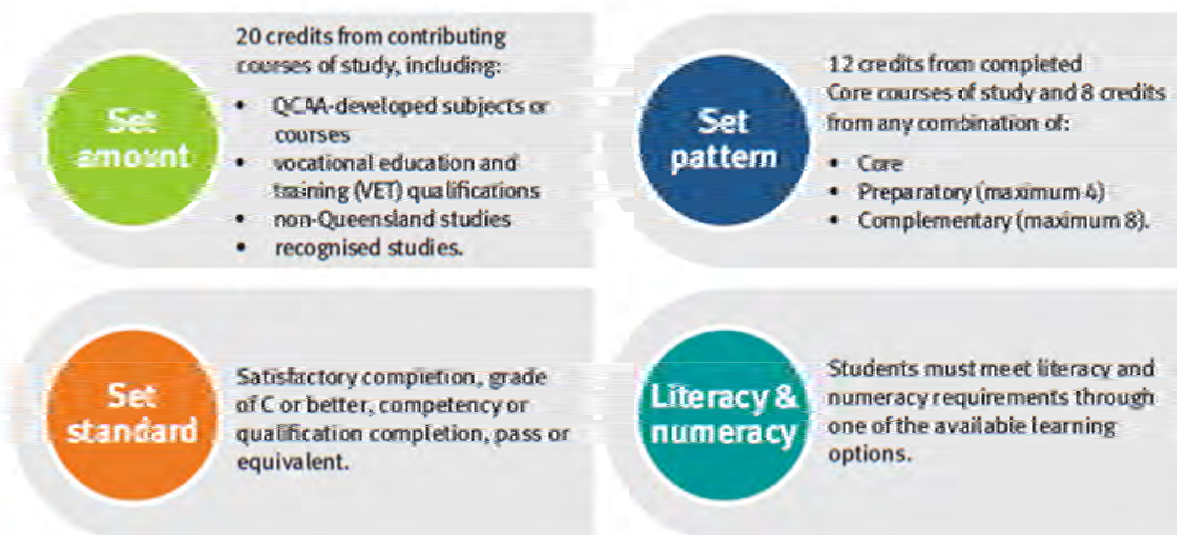 Set
amount
20 credits from contributing
courses of study, including:
• QCAA-developed subjects or
courses
• vocational education and
training (VET) qualifications
• non-Queensland studies
• recognised studies.
Set
pattern
12 credits from completed
Core courses of study and 8 credits
from any combination of:
• Core
• Preparatory (maximum 4)
• Complementary (maximum 8).
Set
standard
Satisfactory completion, grade
of C or better, competency or
qualification completion, pass or
equivalent.
Literacy &
numeracy
Students must meet literacy and
numeracy requirements through
one of the available learning
options.